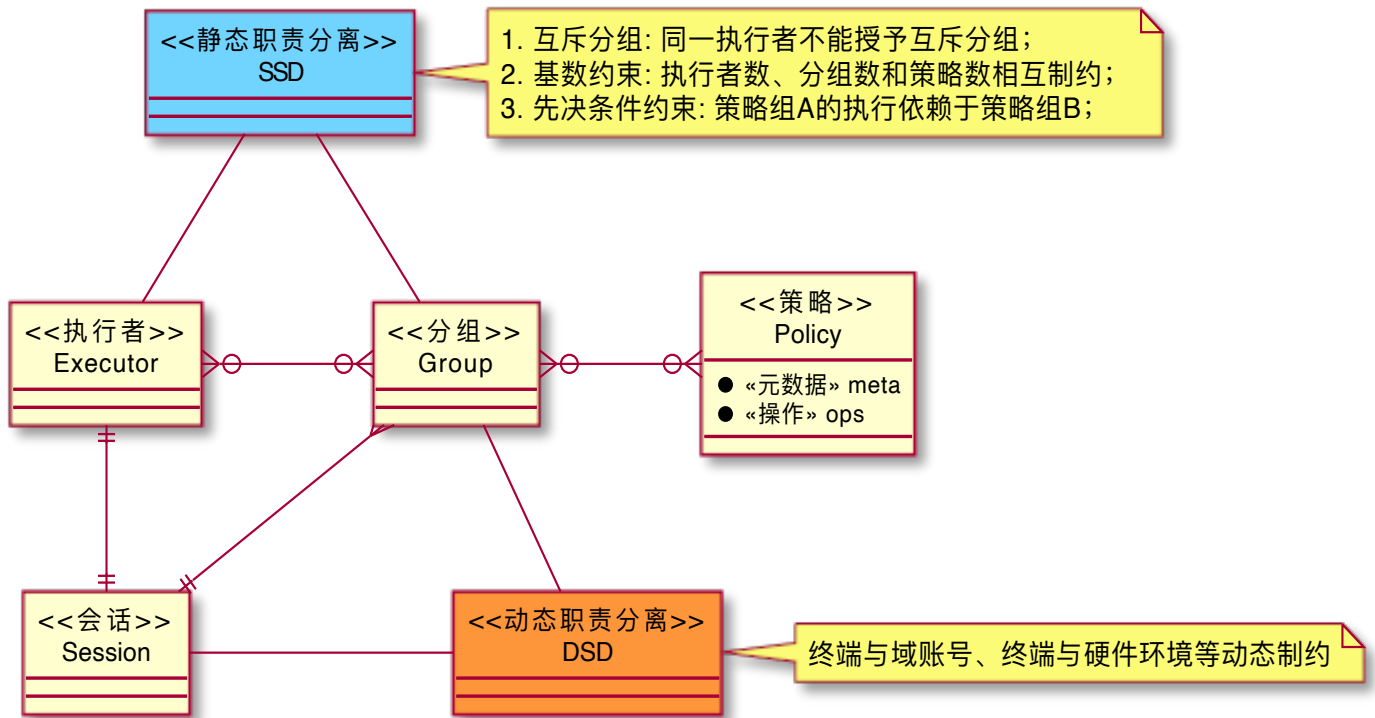 <<静态职责分离>>
SSD
1. 互斥分组: 同一执行者不能授予互斥分组；
2. 基数约束: 执行者数、分组数和策略数相互制约；
3. 先决条件约束: 策略组A的执行依赖于策略组B；
<<执行者>>
Executor
<<分组>>
Group
<<策略>>
Policy
«元数据» meta
«操作» ops
<<会话>>
Session
<<动态职责分离>>
DSD
终端与域账号、终端与硬件环境等动态制约